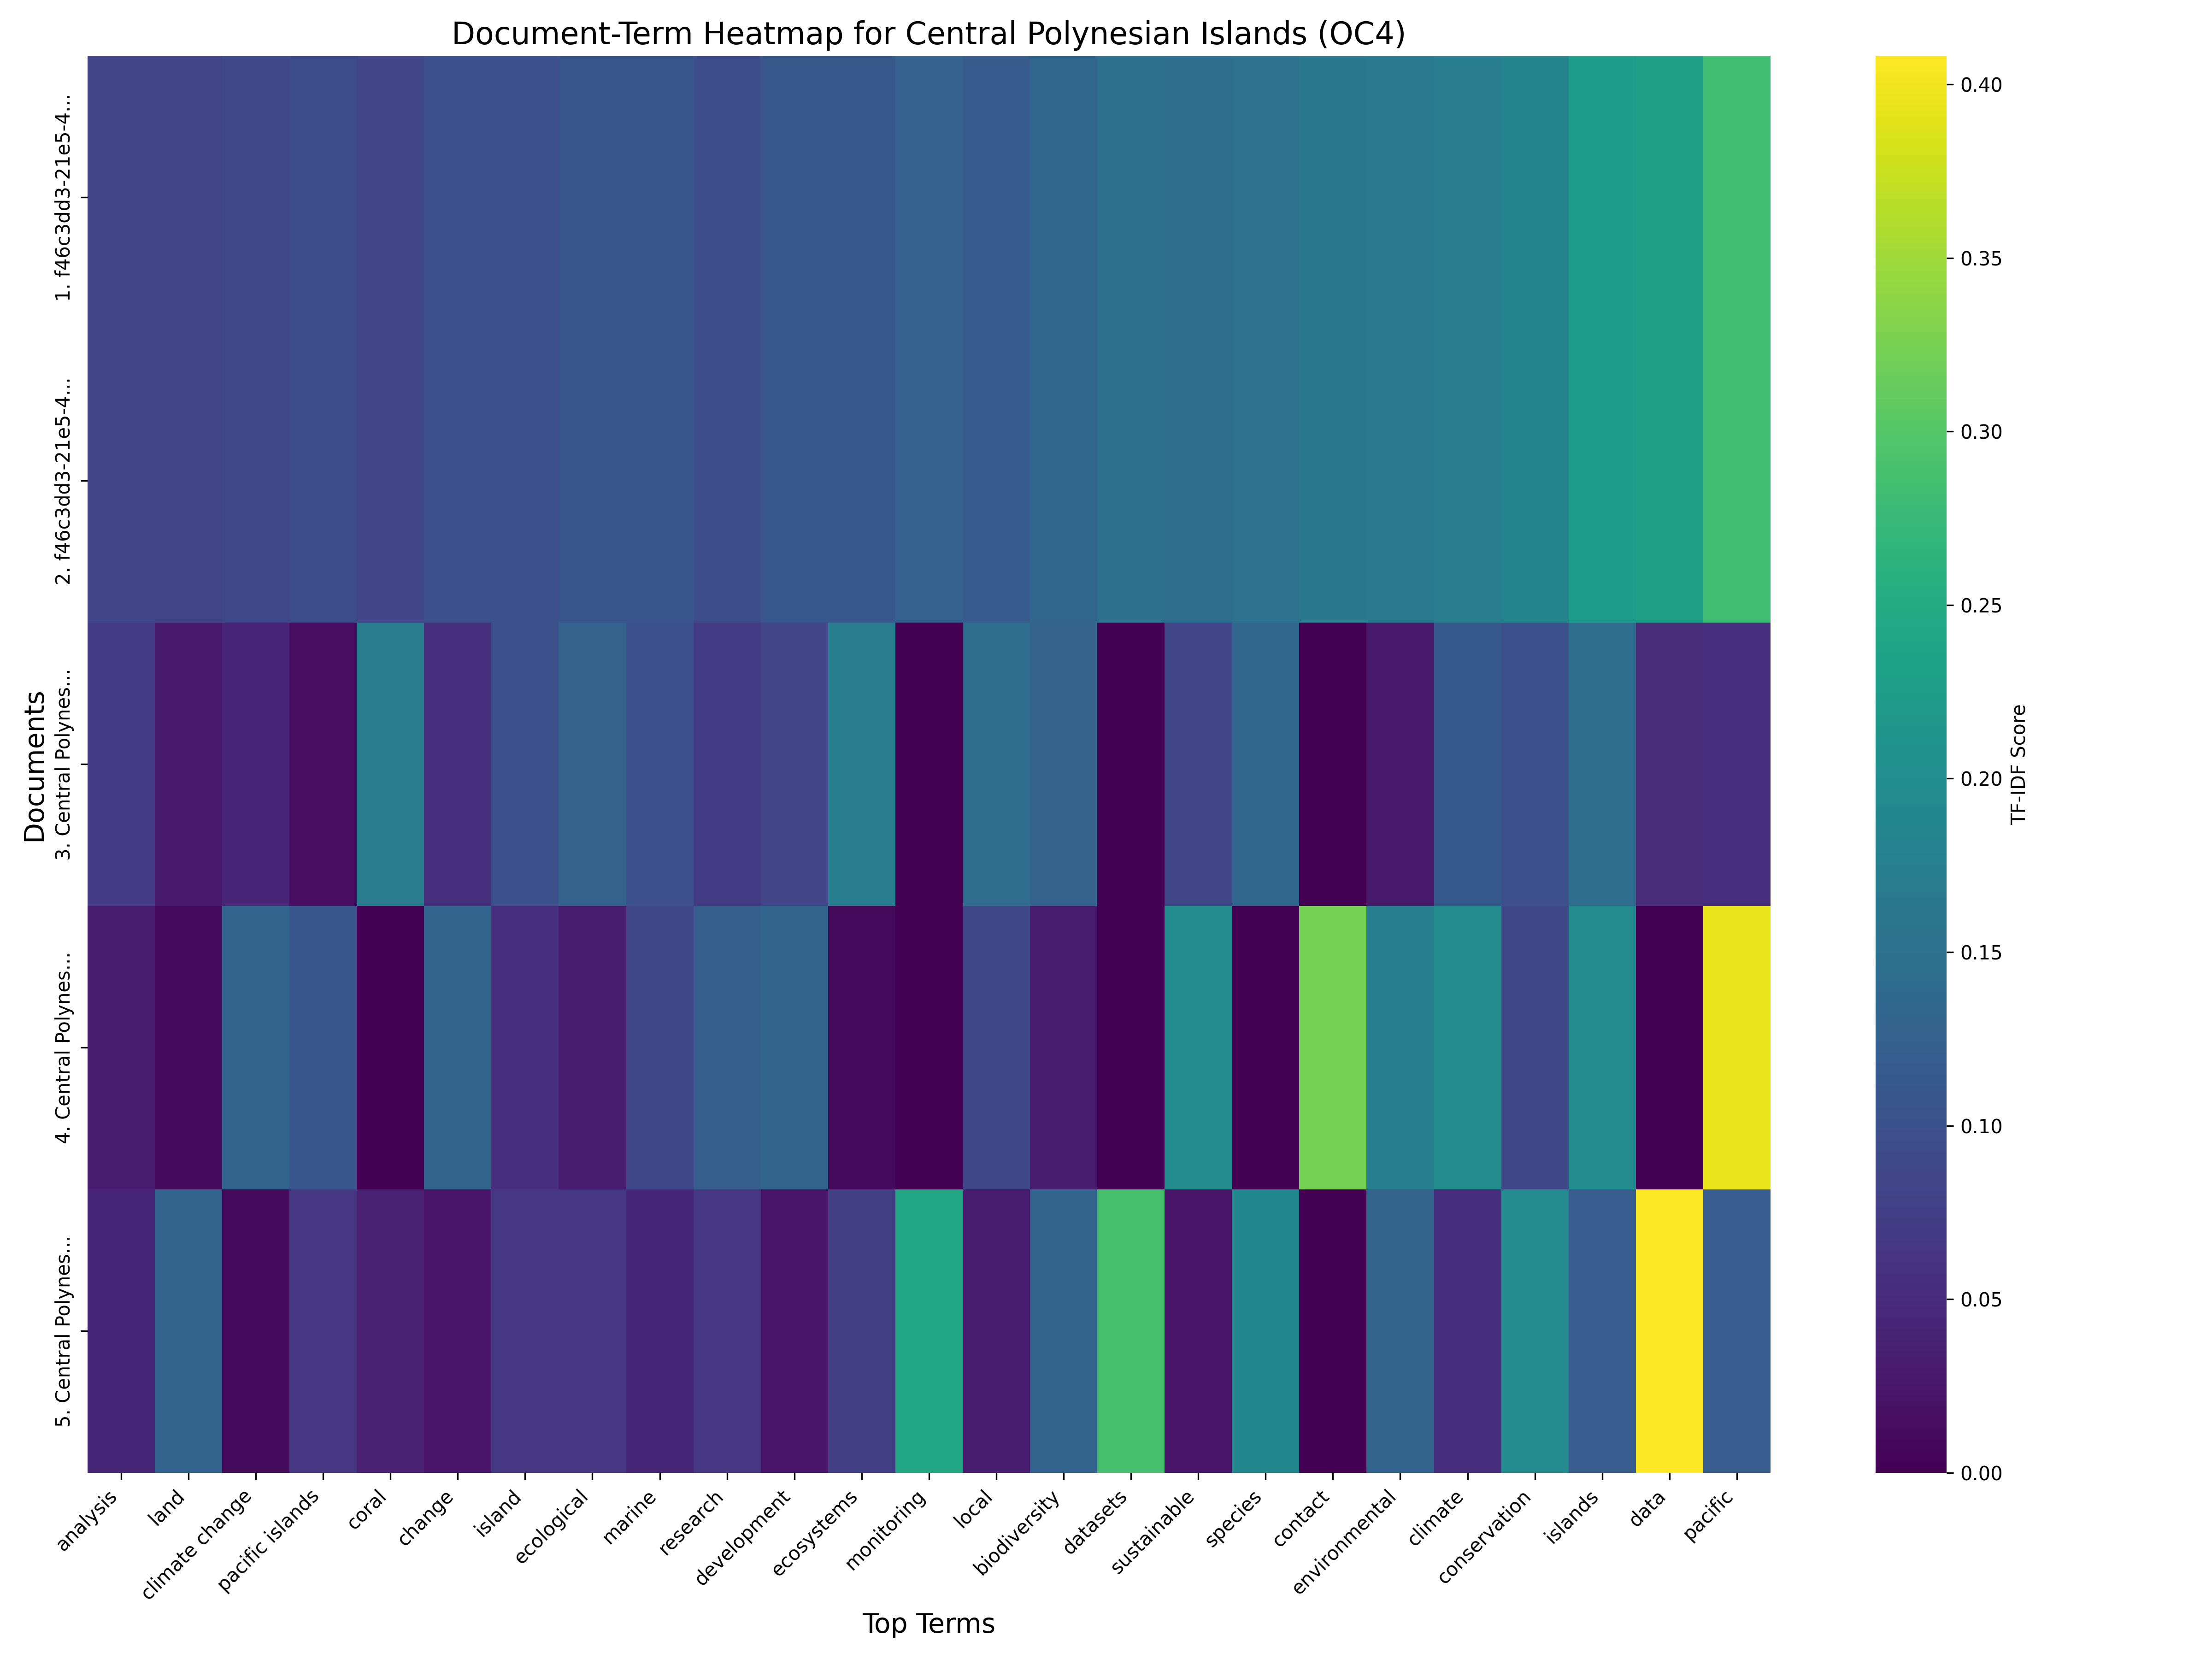 Document-Term Heatmap for Central Polynesian Islands (OC4)
Documents
1. f46c3dd3-21e5-4...
2. f46c3dd3-21e5-4...
3. Central Polynes...
4. Central Polynes...
5. Central Polynes...
analysis
land
climate change
pacific islands
coral
change
island
ecological
marine
research
development
ecosystems
monitoring
local
biodiversity
datasets
sustainable
species
contact
environmental
climate
conservation
islands
data
pacific
Top Terms
0.40
0.35
0.30
0.25
0.20
0.15
0.10
0.05
0.00
TF-IDF Score